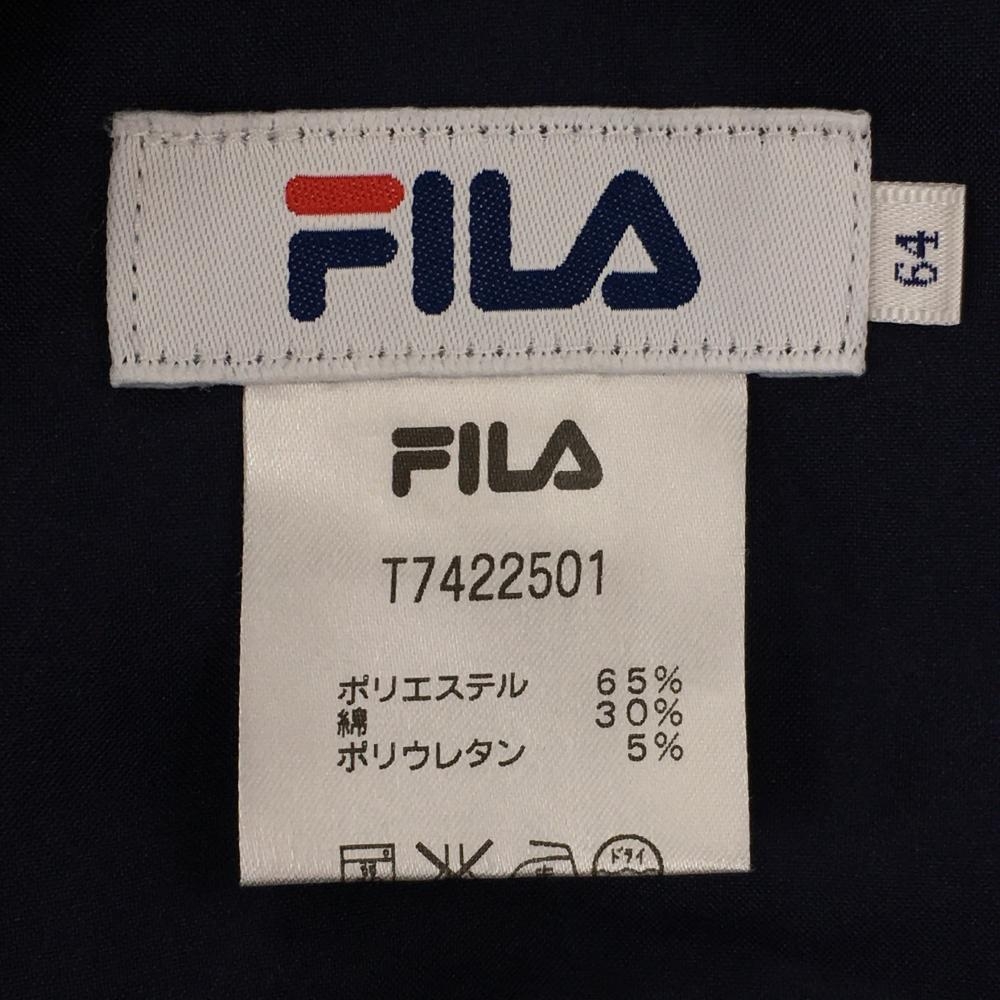 FILA
64
FILA
T7422501
ポリエステル 65%
綿 30%
ポリウレタン 5%
ドライ